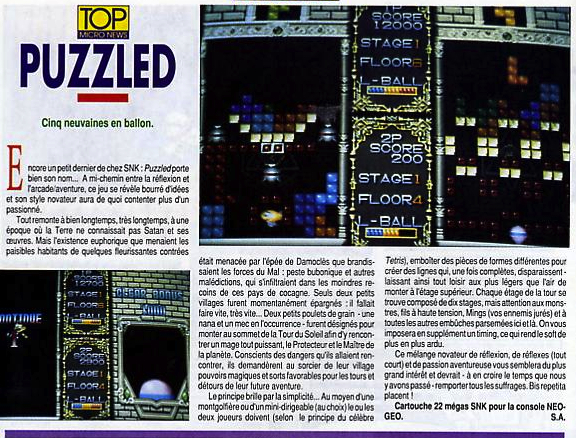 TOP
MICRO NEWS
PUZZLED
Cinq neuvaines en ballon.
Encore un petit dernier de chez SNK : Puzzled porte
bien son nom... A mi-chemin entre la réflexion et
l'arcade/aventure, ce jeu se révèle bourré d'idées
et son style novateur aura de quoi contenter plus d'un
passionné.
Tout remonte à bien longtemps, très longtemps, à une
époque où la Terre ne connaissait pas Satan et ses
œuvres. Mais l'existence euphorique que menaient les
paisibles habitants de quelques fleurissantes contrées
1P
SCORE
12000
STAGE1
FLOOR6
L-BALL
2P
SCORE
200
STAGE1
FLOOR4
L-BALL
SCORE
12700
STAGE1
FLOOR
L-BALL
SCORE
2900
STAGE1
FLOOR4
L-BALL
était menacée par l'épée de Damoclès que brandis-
saient les forces du Mal : peste bubonique et autres
malédictions, qui s'infiltraient dans les moindres re-
coins de ces pays de cocagne. Seuls deux petits
villages furent momentanément épargnés : il fallait
faire vite, très vite... Deux petits poulets de grain - une
nana et un mec en l'occurrence - furent désignés pour
monter au sommet de la Tour du Soleil afin d'y rencon-
trer un mage tout puissant, le Protecteur et le Maître de
la planète. Conscients des dangers qu'ils allaient ren-
contrer, ils demandèrent au sorcier de leur village
pouvoirs magiques et sorts favorables pour les tours et
détours de leur future aventure.
Le principe brille par la simplicité... Au moyen d'une
montgolfière ou d'un mini-dirigeable (au choix) le ou les
deux joueurs doivent (selon le principe du célèbre
Tetris), emboîter des pièces de formes différentes pour
créer des lignes qui, une fois complètes, disparaissent -
laissant ainsi tout loisir aux plus légers que l'air de
monter à l'étage supérieur. Chaque étage de la tour se
trouve composé de dix stages, mais attention aux mons-
tres, fils à haute tension, Mings (vos ennemis jurés) et à
toutes les autres embûches parsemées ici et là. On vous
imposera en supplément un timing, ce qui rend le soft de
plus en plus ardu.
Ce mélange novateur de réflexion, de réflexes (tout
court) et de passion aventureuse vous semblera du plus
grand intérêt et devrait - à en croire le temps que nous
y avons passé - remporter tous les suffrages. Bis repetita
placent !
Cartouche 22 mégas SNK pour la console NEO-
GEO.
S.A.